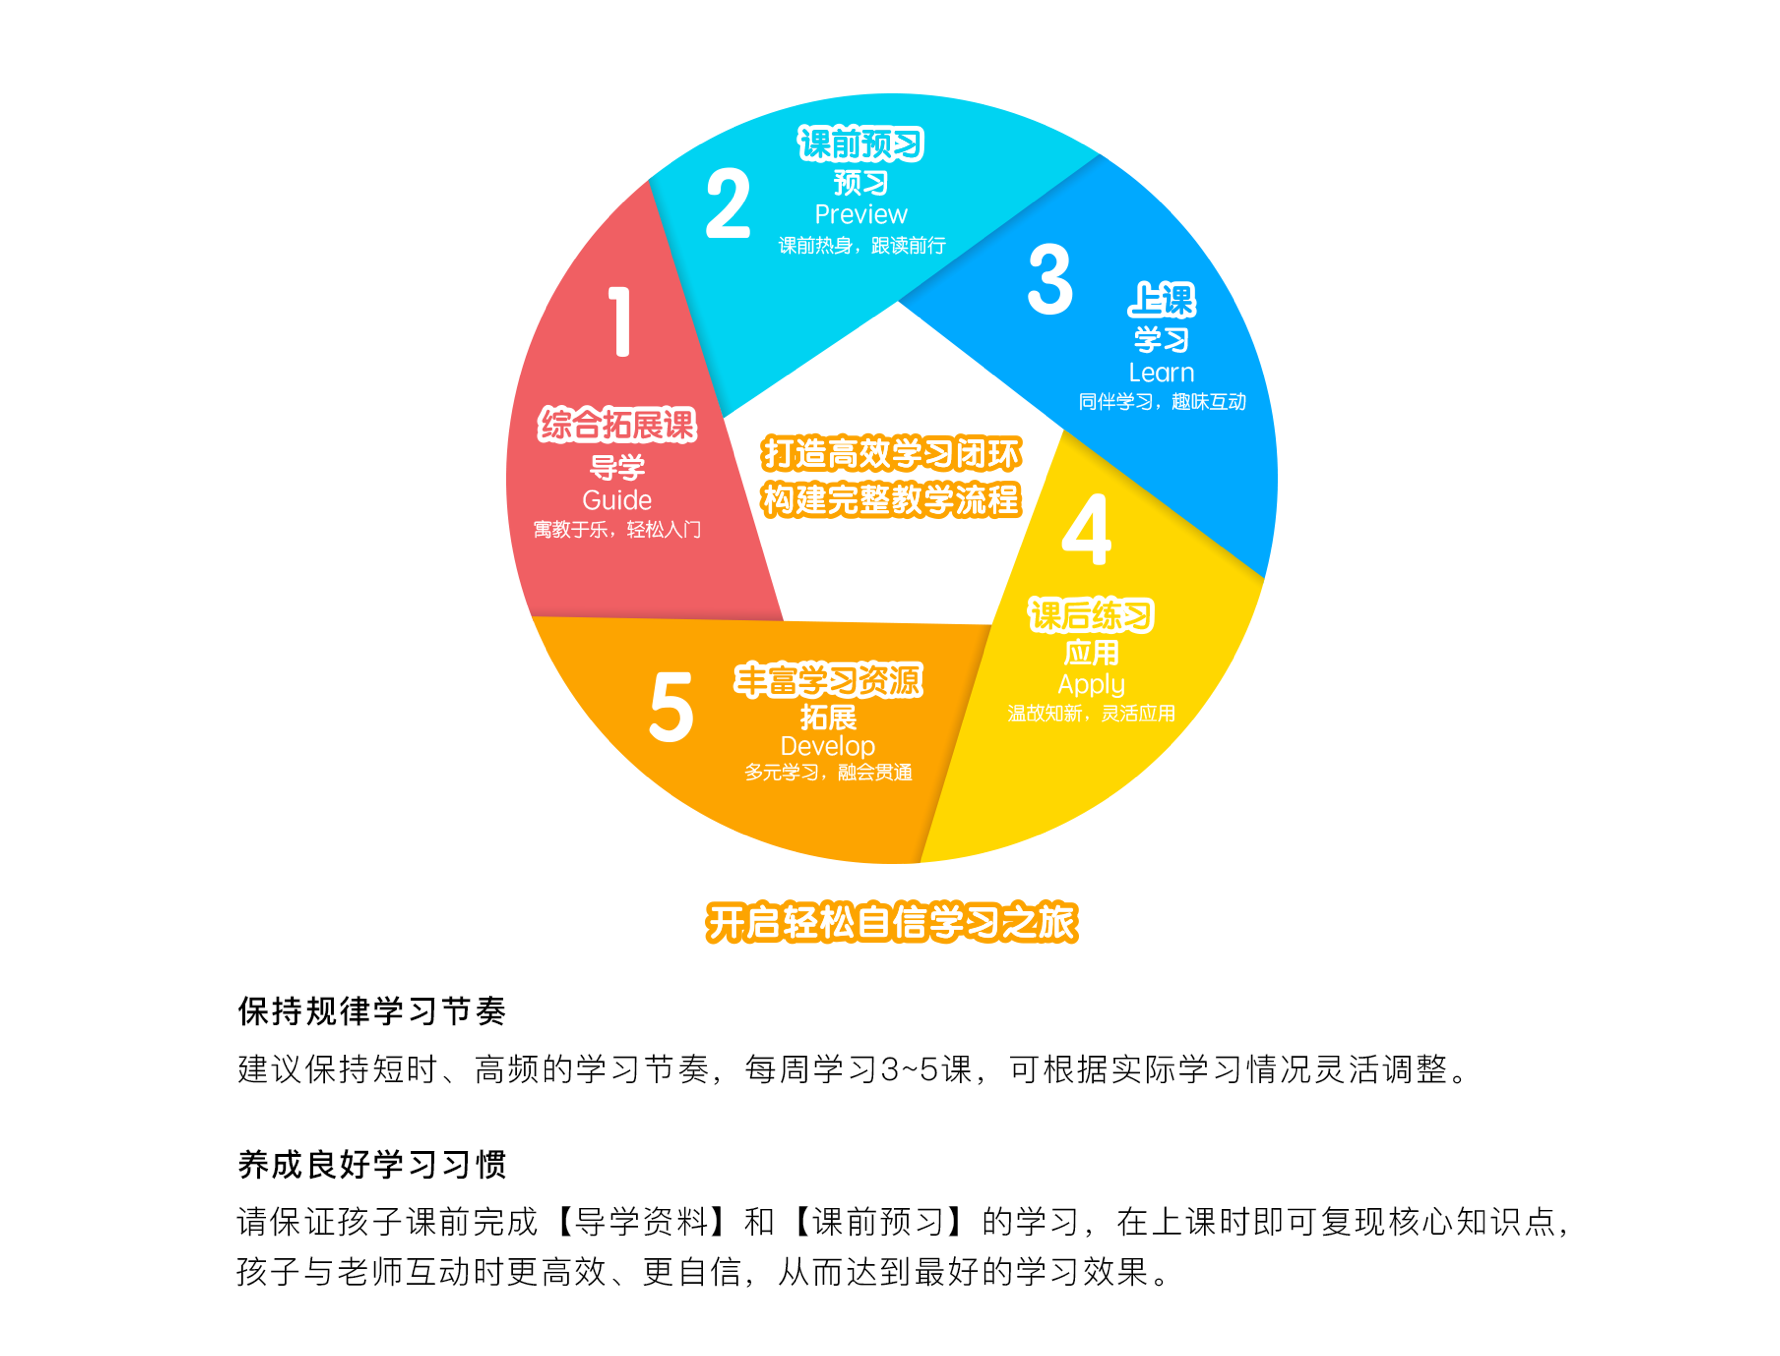 1
综合拓展课
导学
Guide
寓教于乐，轻松入门
2
课前预习
预习
Preview
课前热身，跟读前行
3
上课
学习
Learn
同伴学习，趣味互动
4
课后练习
应用
Apply
温故知新，灵活应用
5
丰富学习资源
拓展
Develop
多元学习，融会贯通
打造高效学习闭环
构建完整教学流程
开启轻松自信学习之旅
保持规律学习节奏
建议保持短时、高频的学习节奏，每周学习3~5课，可根据实际学习情况灵活调整。
养成良好学习习惯
请保证孩子课前完成【导学资料】和【课前预习】的学习，在上课时即可复现核心知识点，
孩子与老师互动时更高效、更自信，从而达到最好的学习效果。